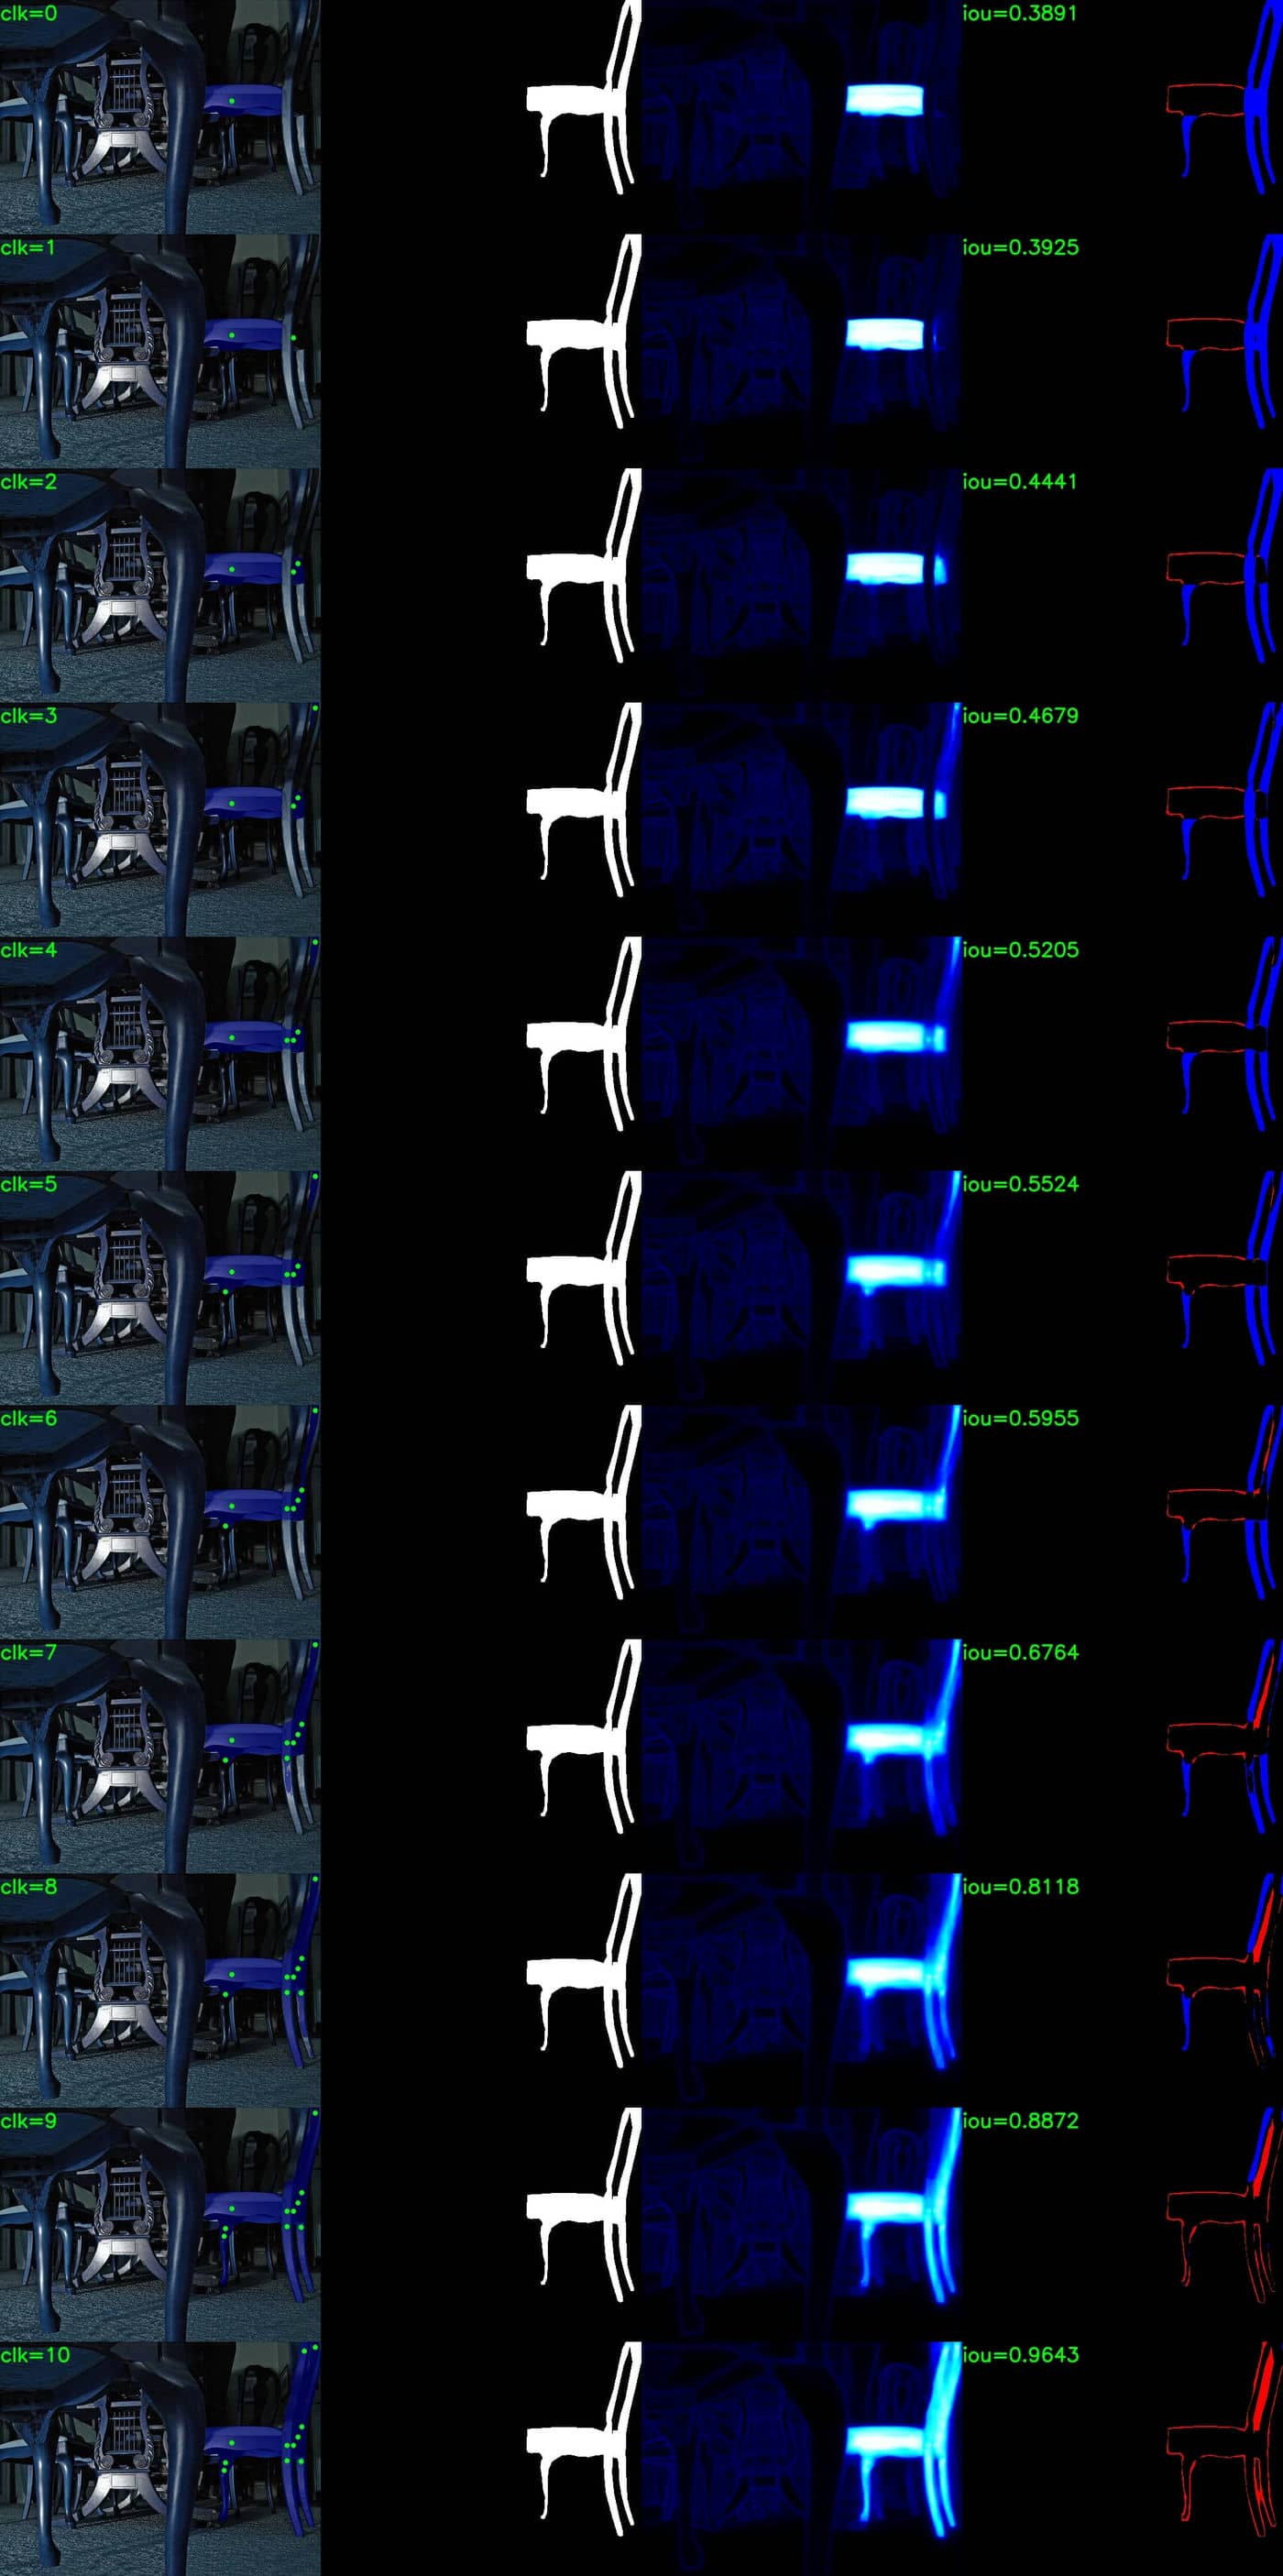 clk=0 iou=0.3891
clk=1 iou=0.3925
clk=2 iou=0.4441
clk=3 iou=0.4679
clk=4 iou=0.5205
clk=5 iou=0.5524
clk=6 iou=0.5955
clk=7 iou=0.6764
clk=8 iou=0.8118
clk=9 iou=0.8872
clk=10 iou=0.9643